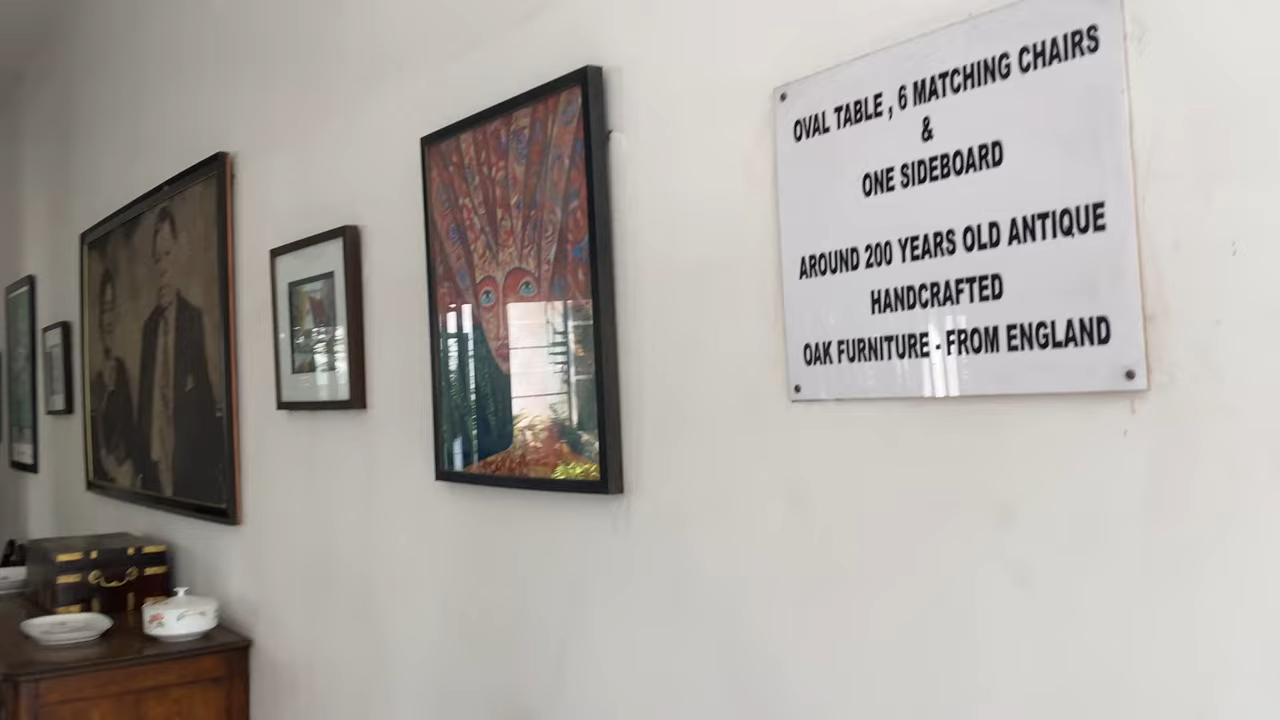 OVAL TABLE , 6 MATCHING CHAIRS
&
ONE SIDEBOARD
AROUND 200 YEARS OLD ANTIQUE
HANDCRAFTED
OAK FURNITURE - FROM ENGLAND